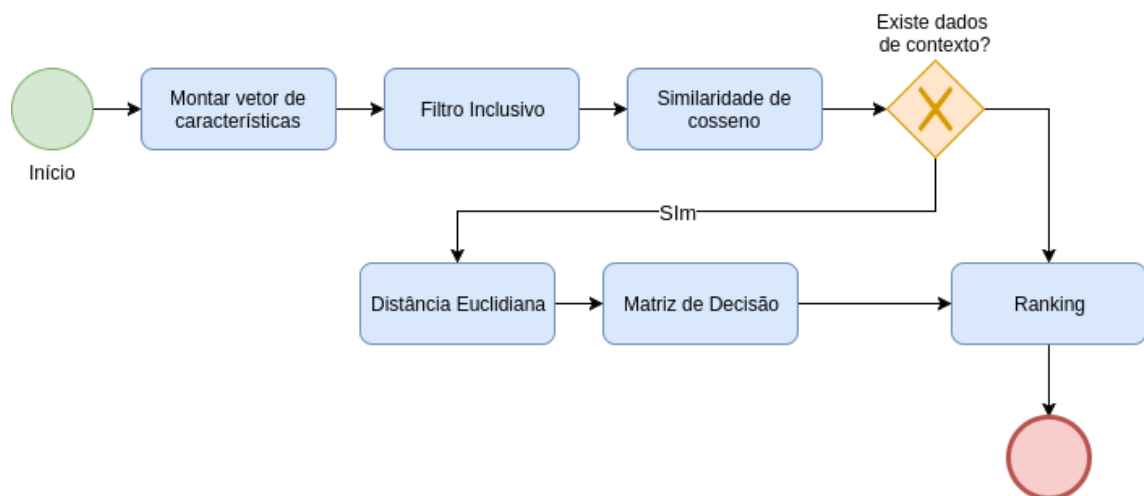 Existe dados
de contexto?
Montar vetor de
características
Filtro Inclusivo
Similaridade de
cosseno
Início
SIm
Distância Euclidiana
Matriz de Decisão
Ranking